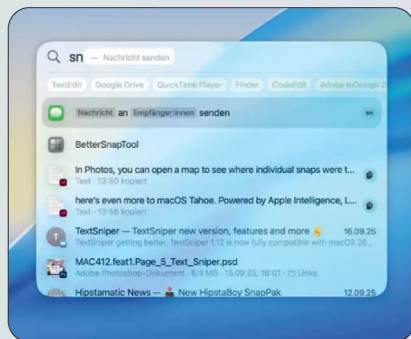 sn — Nachricht senden
TextEdit Google Drive QuickTime Player Finder CodeEdit Adobe InDesign 2
Nachricht an Empfänger:innen senden sn
BetterSnapTool
In Photos, you can open a map to see where individual snaps were t...
Text · 13:50 kopiert
here's even more to macOS Tahoe. Powered by Apple Intelligence, L...
Text · 13:56 kopiert
T TextSniper — TextSniper new version, features and more 16.09.25
TextSniper getting better. TextSniper 1.12 is now fully compatible with macOS 26...
MAC412.feat1.Page_5_Text_Sniper.psd
Adobe Photoshop-Dokument · 6,3 MB · 15.09.25, 16:01 · Links
Hipstamatic News — New HipstaBoy SnapPak 12.09.25